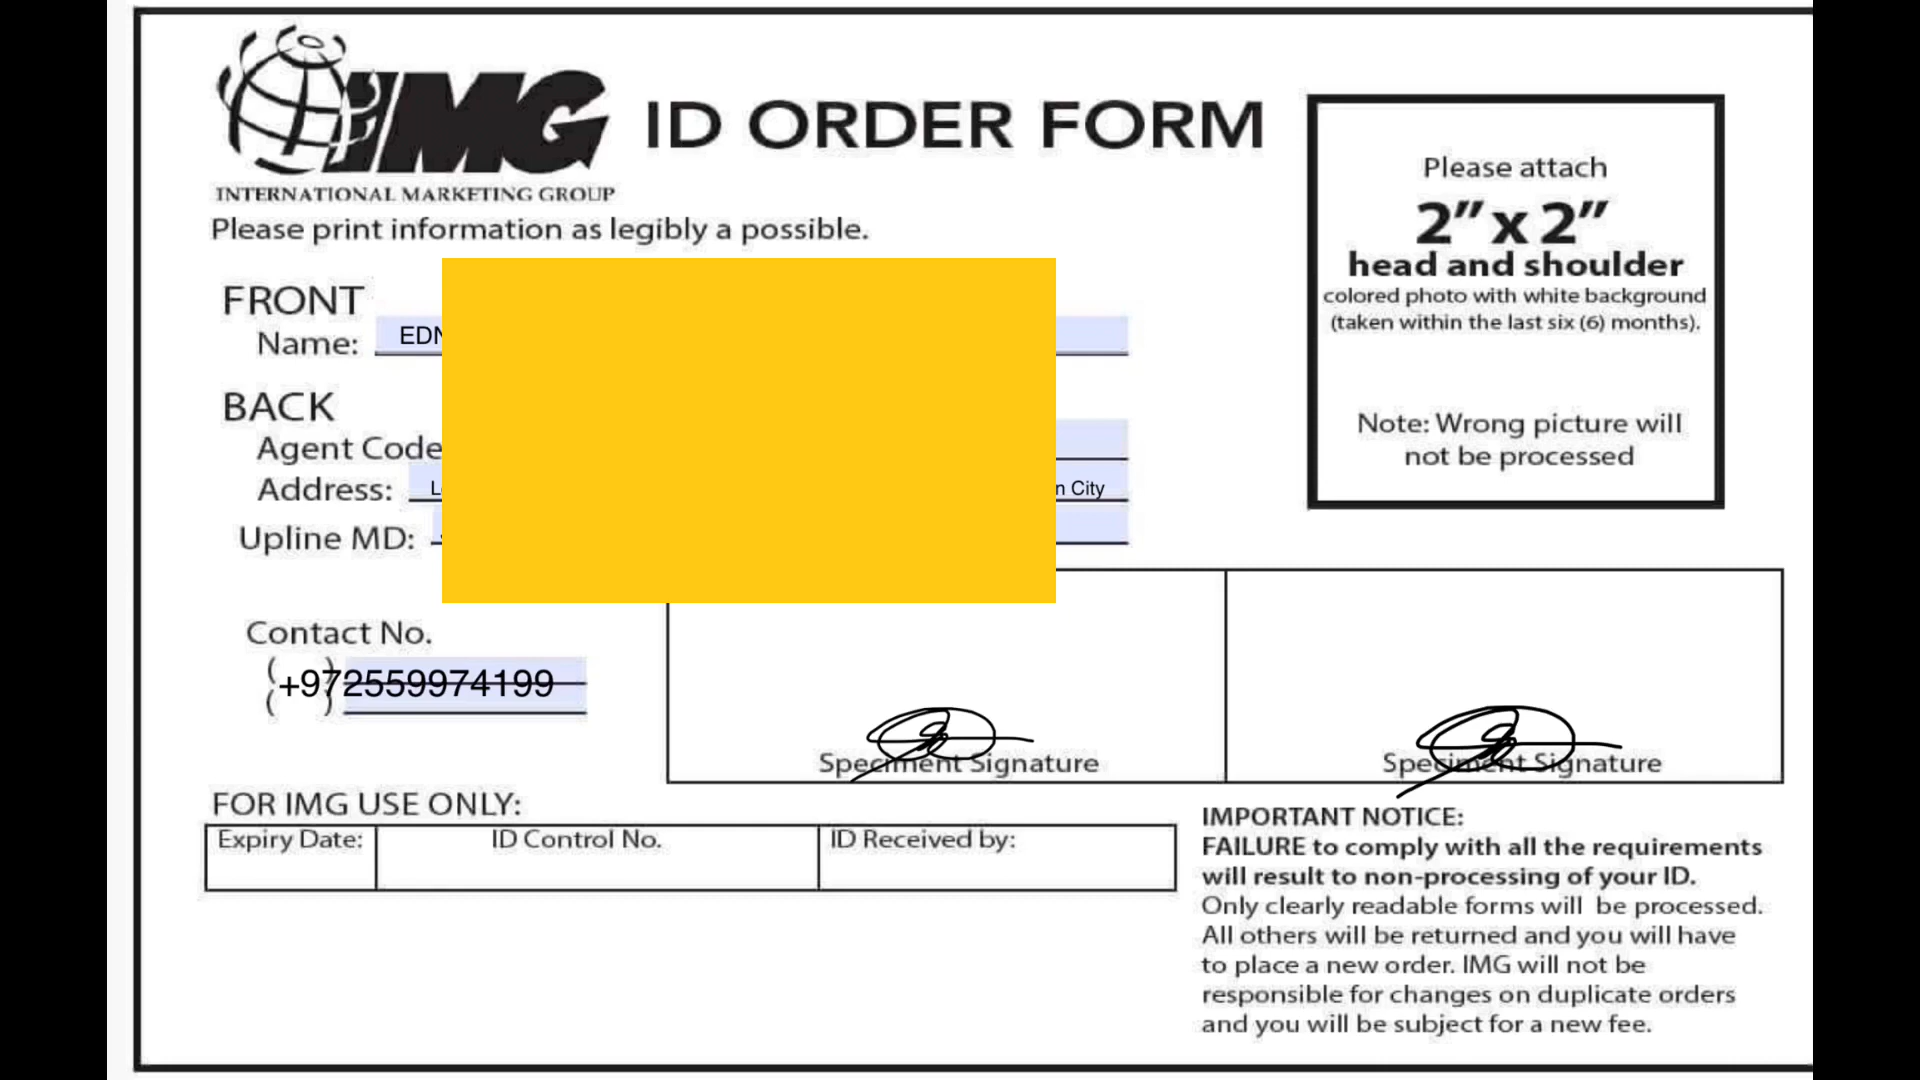 IMG
INTERNATIONAL MARKETING GROUP
ID ORDER FORM
Please print information as legibly a possible.
FRONT
Name:
BACK
Agent Code
Address: n City
Upline MD:
Please attach
2" x 2"
head and shoulder
colored photo with white background
(taken within the last six (6) months).
Note: Wrong picture will
not be processed
Contact No.
( )
+972559974199
( )
Speciment Signature
Speciment Signature
FOR IMG USE ONLY:
Expiry Date: ID Control No. ID Received by:
IMPORTANT NOTICE:
FAILURE to comply with all the requirements
will result to non-processing of your ID.
Only clearly readable forms will be processed.
All others will be returned and you will have
to place a new order. IMG will not be
responsible for changes on duplicate orders
and you will be subject for a new fee.